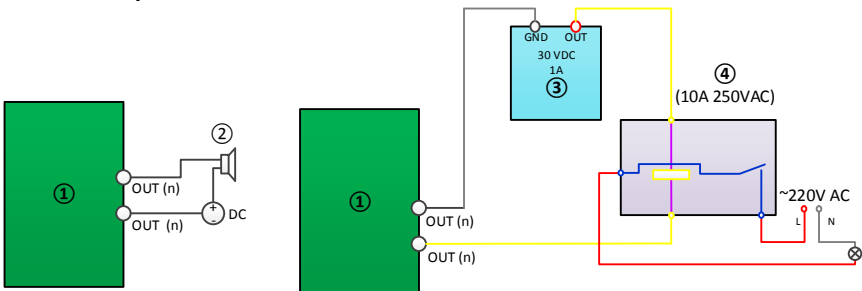 ①
②
OUT (n)
OUT (n)
+
-
DC
①
OUT (n)
OUT (n)
GND
OUT
30 VDC
1A
③
④
(10A 250VAC)
~220V AC
L
N